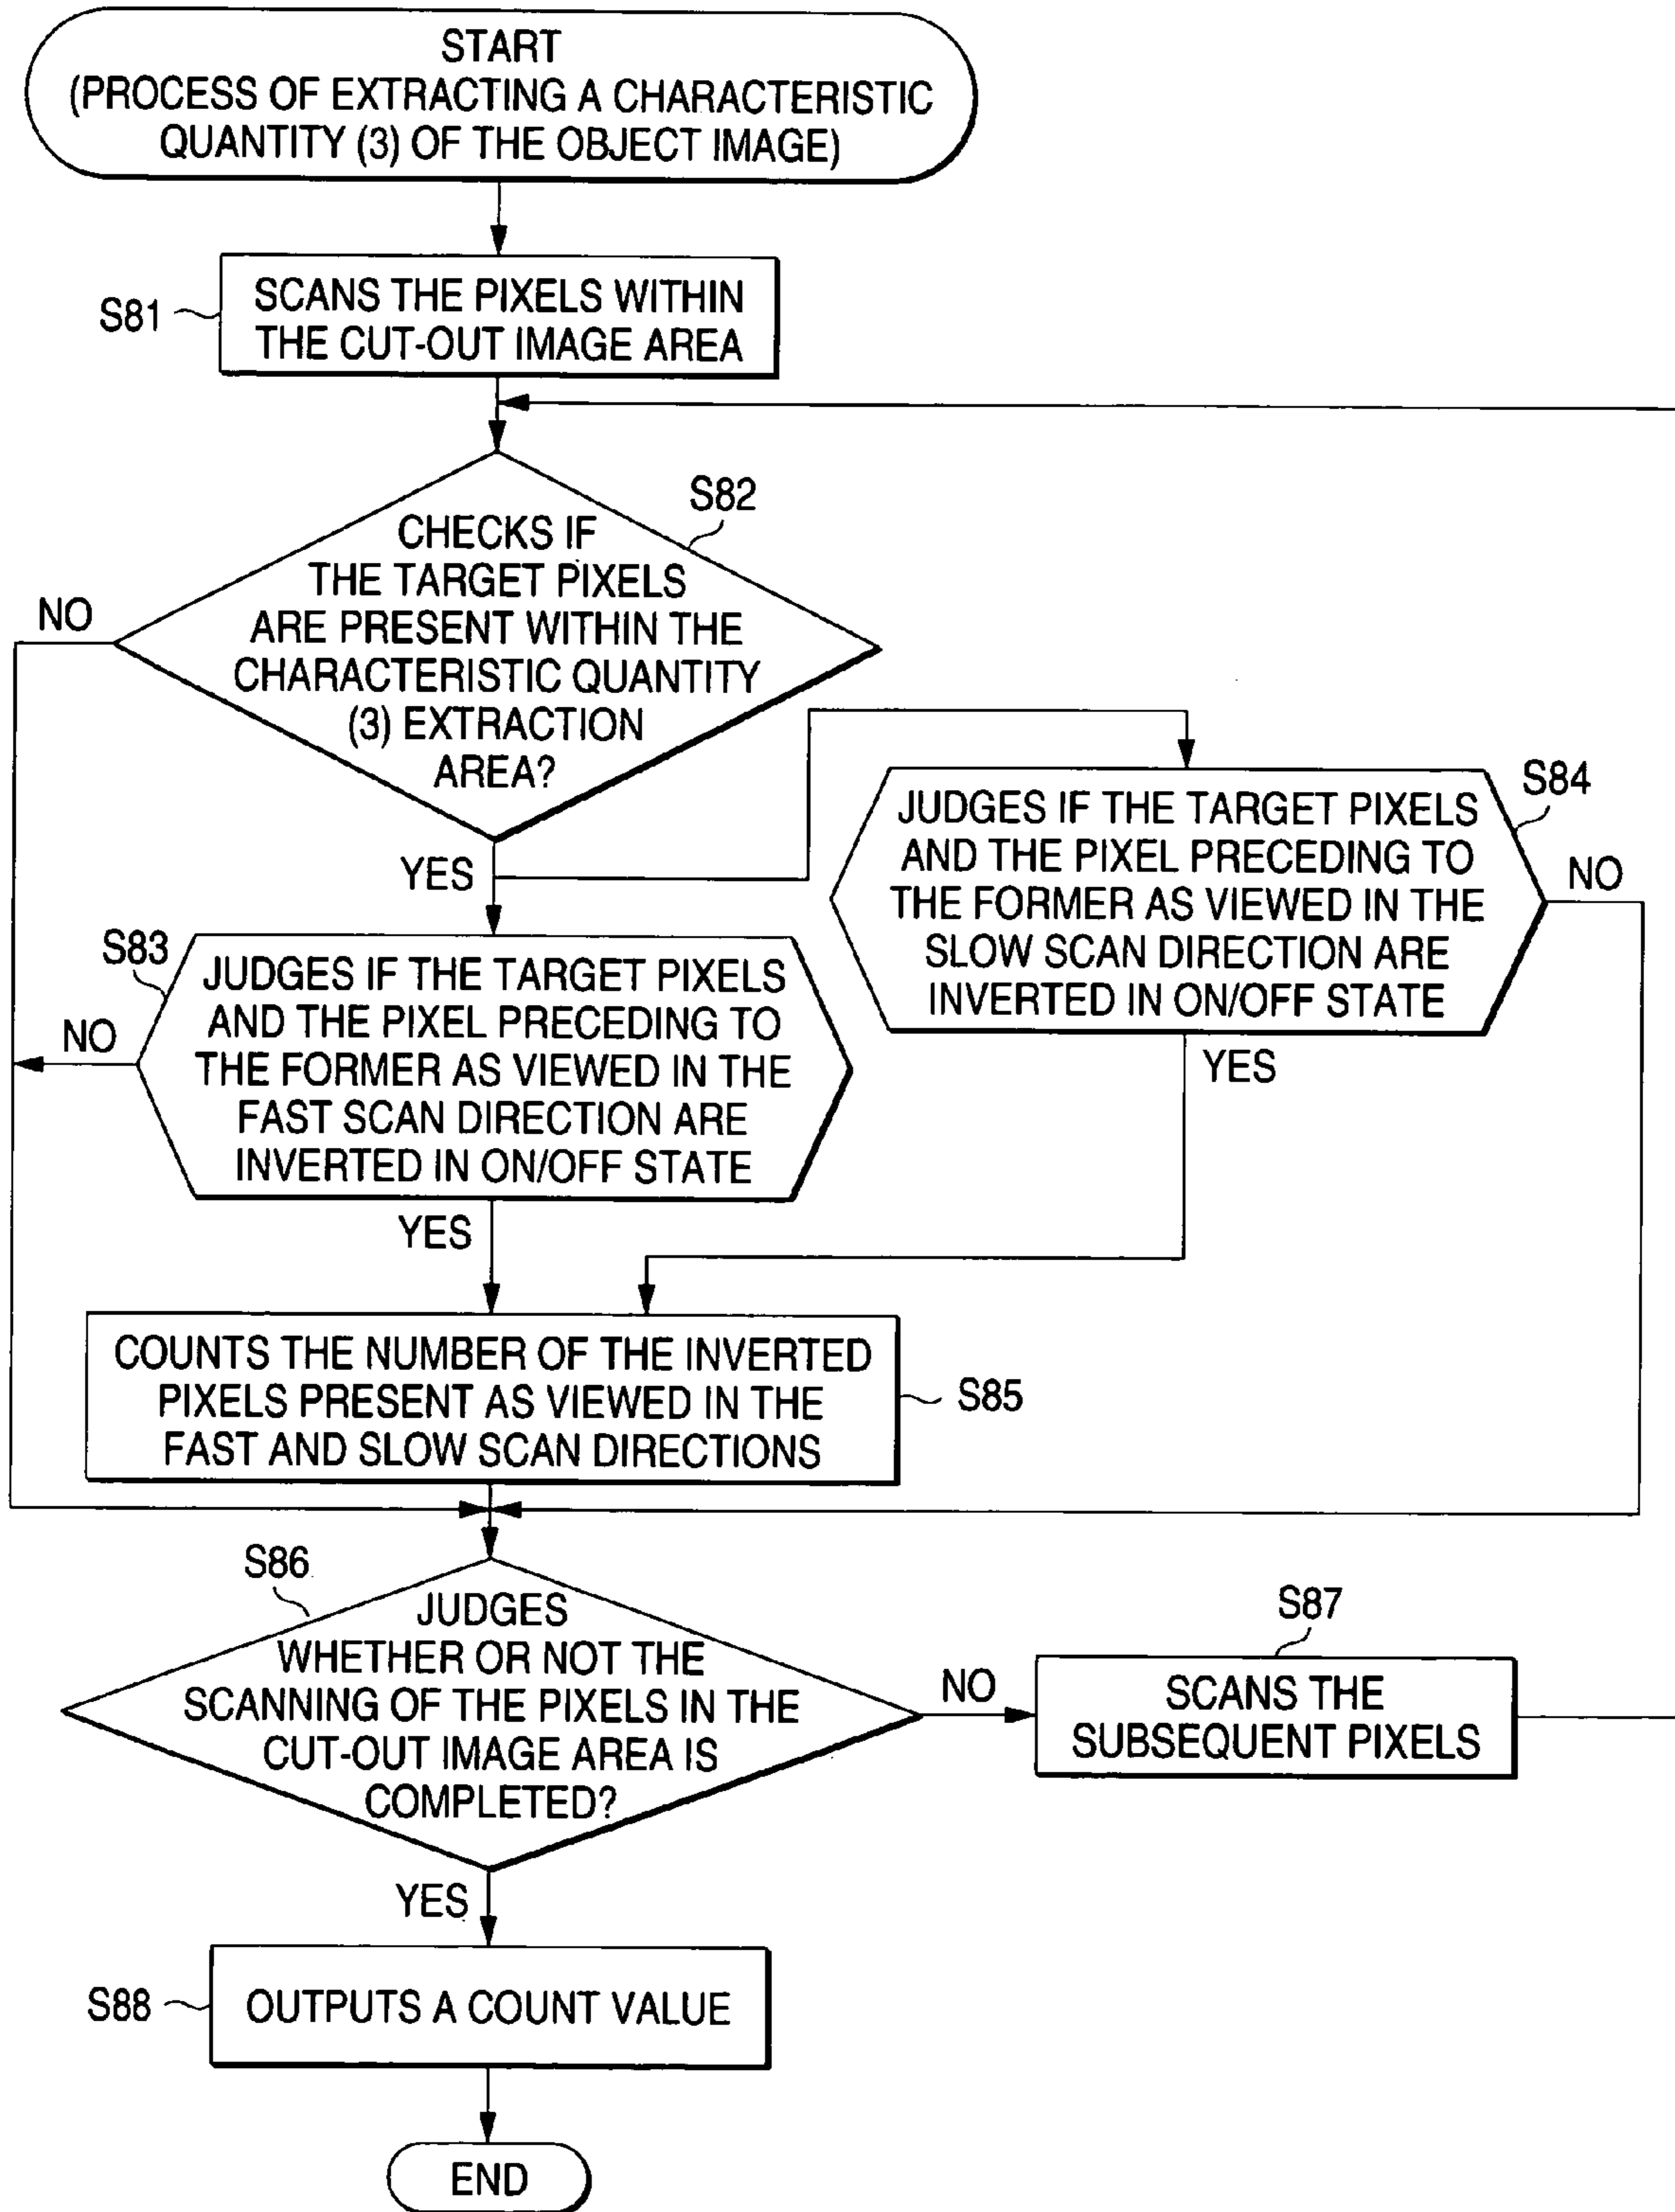 START
(PROCESS OF EXTRACTING A CHARACTERISTIC
QUANTITY (3) OF THE OBJECT IMAGE)
S81
SCANS THE PIXELS WITHIN
THE CUT-OUT IMAGE AREA
S82
CHECKS IF
THE TARGET PIXELS
ARE PRESENT WITHIN THE
CHARACTERISTIC QUANTITY
(3) EXTRACTION
AREA?
NO
YES
S83
JUDGES IF THE TARGET PIXELS
AND THE PIXEL PRECEDING TO
THE FORMER AS VIEWED IN THE
FAST SCAN DIRECTION ARE
INVERTED IN ON/OFF STATE
NO
YES
S84
JUDGES IF THE TARGET PIXELS
AND THE PIXEL PRECEDING TO
THE FORMER AS VIEWED IN THE
SLOW SCAN DIRECTION ARE
INVERTED IN ON/OFF STATE
NO
YES
COUNTS THE NUMBER OF THE INVERTED
PIXELS PRESENT AS VIEWED IN THE
FAST AND SLOW SCAN DIRECTIONS
S85
S86
JUDGES
WHETHER OR NOT THE
SCANNING OF THE PIXELS IN THE
CUT-OUT IMAGE AREA IS
COMPLETED?
NO
S87
SCANS THE
SUBSEQUENT PIXELS
YES
S88
OUTPUTS A COUNT VALUE
END